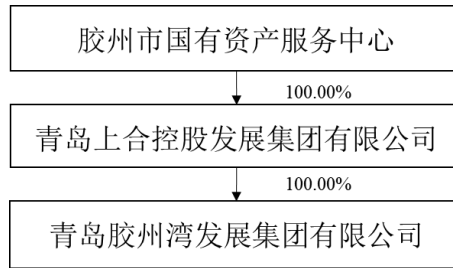 胶州市国有资产服务中心
100.00%
青岛上合控股发展集团有限公司
100.00%
青岛胶州湾发展集团有限公司